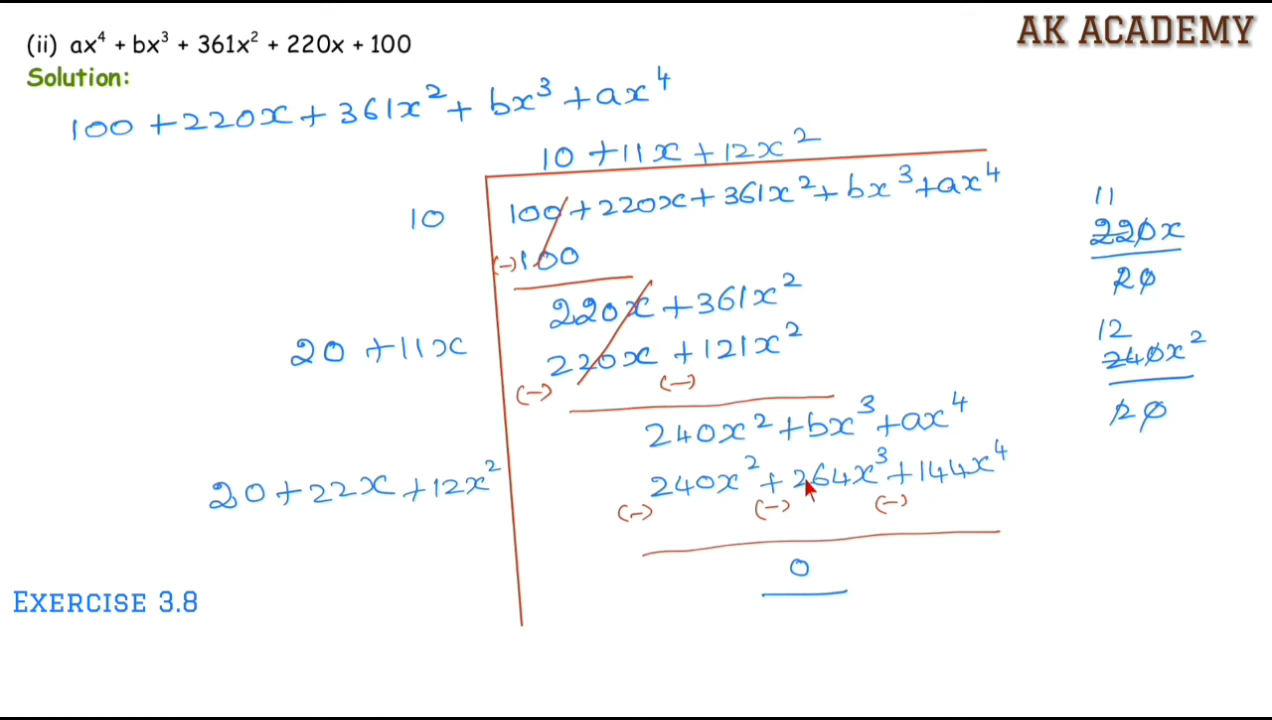 AK ACADEMY
(ii) ax⁴ + bx³ + 361x² + 220x + 100
Solution:
100 + 220x + 361x² + bx³ + ax⁴
10 + 11x + 12x²
10 100 + 220x + 361x² + bx³ + ax⁴
(-) 100
220x + 361x²
20 + 11x 220x + 121x²
(-) (-)
240x² + bx³ + ax⁴
20 + 22x + 12x² 240x² + 264x³ + 144x⁴
(-) (-) (-)
0
11
220x
20
12
240x²
20
EXERCISE 3.8